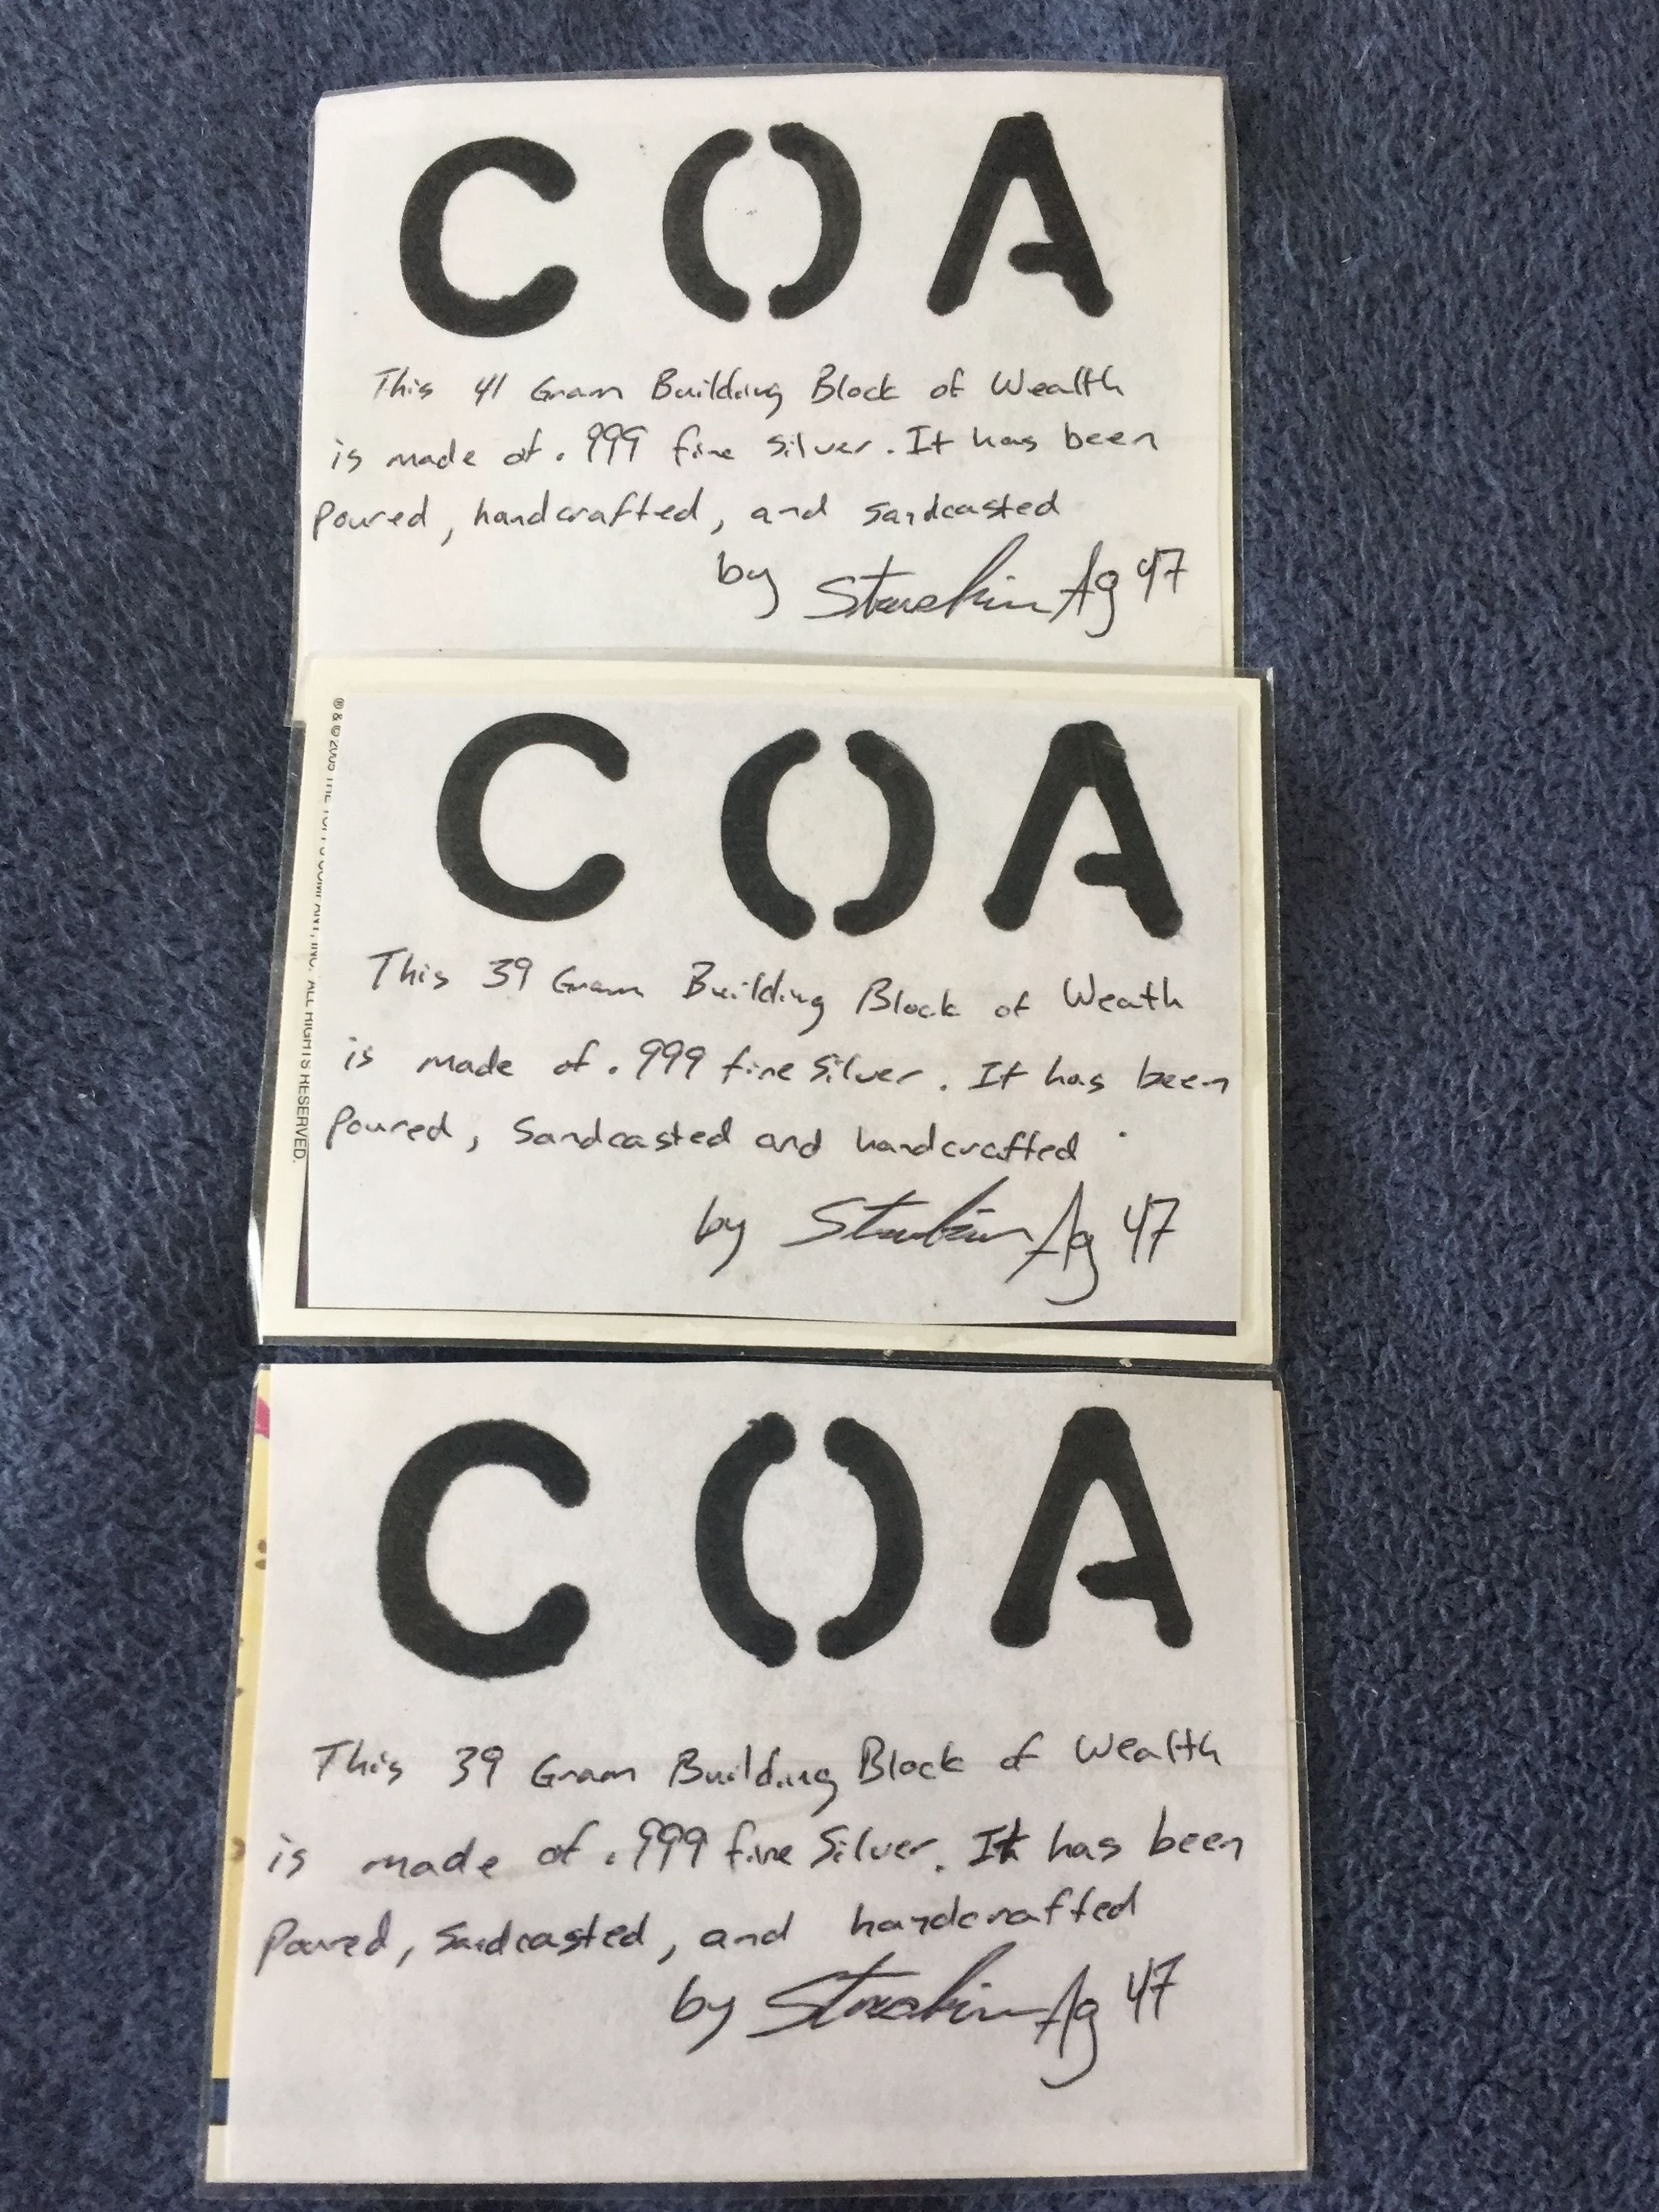 COA
This 41 Gram Building Block of Wealth
is made of .999 fine silver. It has been
Poured, handcrafted, and sandcasted
by Ag 47
COA
This 39 Gram Building Block of Weath
is made of .999 fine Silver. It has been
Poured, Sandcasted and handcrafted
by Ag 47
ALL RIGHTS RESERVED.
COA
This 39 Gram Building Block of Wealth
is made of .999 fine Silver. It has been
Poured, Sandcasted, and handcrafted
by Ag 47